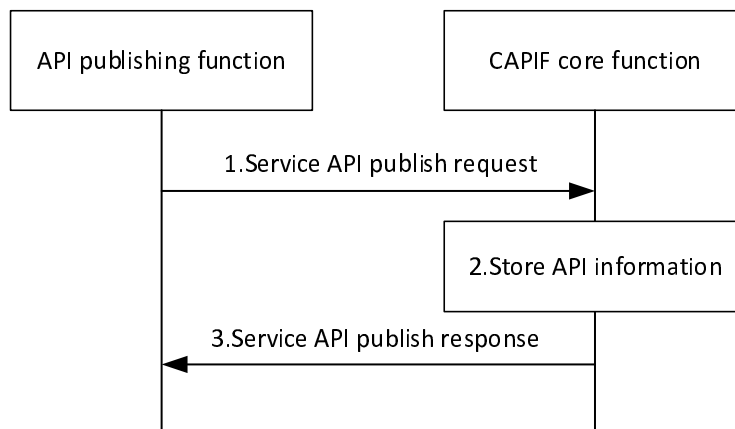 API publishing function
CAPIF core function
1.Service API publish request
2.Store API information
3.Service API publish response